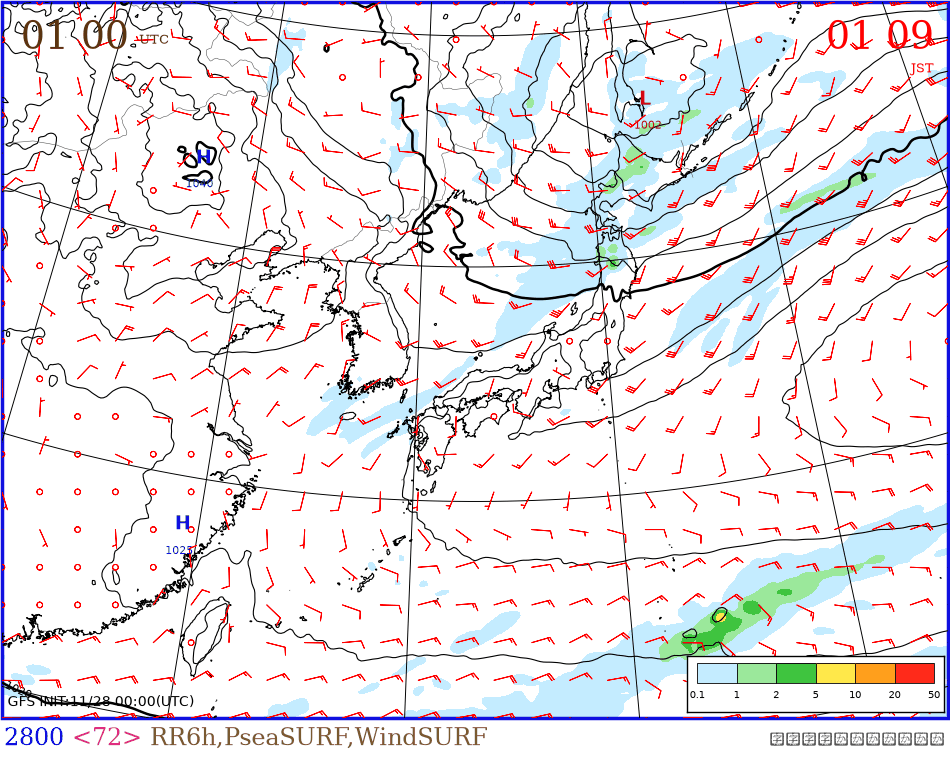 01 00 UTC
01 09
JST
L
1002
H
1040
H
1023
0.1 1 2 5 10 20 50
GFS INIT:11/28 00:00(UTC)
2800 <72> RR6h,PseaSURF,WindSURF